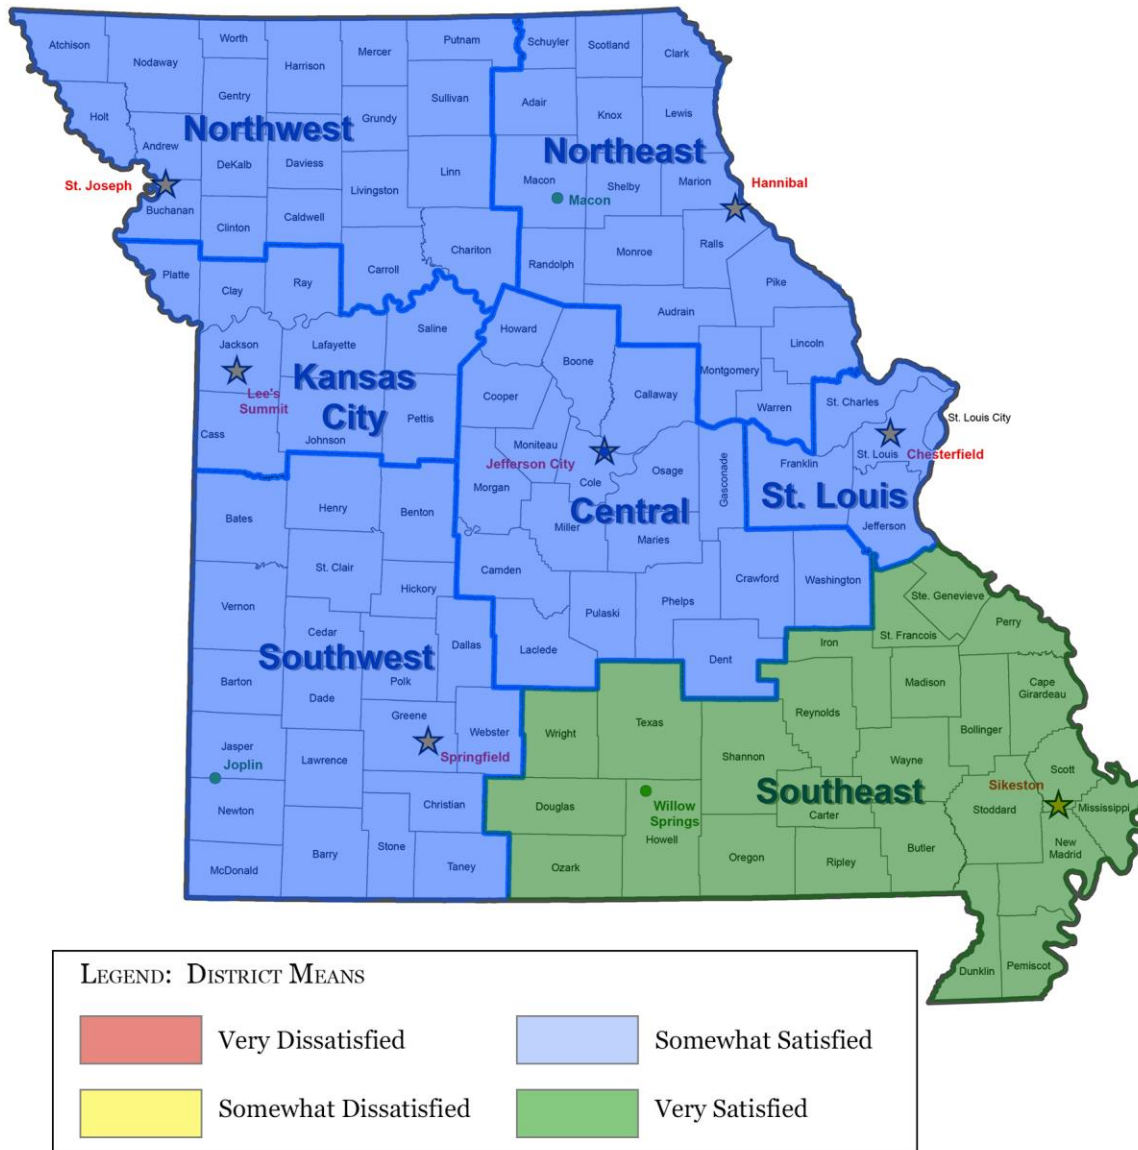 Atchison
Nodaway
Worth
Harrison
Mercer
Putnam
Schuyler
Scotland
Clark
Holt
Gentry
Grundy
Sullivan
Adair
Knox
Lewis
Andrew
Northwest
DeKalb
Daviess
Livingston
Linn
Northeast
St. Joseph
Buchanan
Clinton
Caldwell
Macon
Macon
Shelby
Marion
Hannibal
Chariton
Carroll
Randolph
Monroe
Ralls
Pike
Platte
Clay
Ray
Saline
Howard
Boone
Audrain
Lincoln
Jackson
Lafayette
Kansas
City
Lee's
Summit
Cass
Johnson
Pettis
Cooper
Callaway
Montgomery
Warren
St. Charles
St. Louis City
Moniteau
Jefferson City
Cole
Osage
Gasconade
Franklin
St. Louis
Chesterfield
Morgan
Miller
Central
Maries
St. Louis
Jefferson
Bates
Henry
Benton
St. Clair
Hickory
Camden
Pulaski
Phelps
Crawford
Washington
Ste. Genevieve
Vernon
Cedar
Southwest
Dallas
Polk
Laclede
Dent
Iron
St. Francois
Perry
Barton
Dade
Greene
Webster
Springfield
Texas
Wright
Reynolds
Madison
Cape
Girardeau
Bollinger
Jasper
Joplin
Lawrence
Shannon
Wayne
Southeast
Sikeston
Scott
Mississippi
Newton
Christian
Douglas
Willow
Springs
Howell
Carter
Stoddard
New
Madrid
McDonald
Barry
Stone
Taney
Ozark
Oregon
Ripley
Butler
Dunklin
Pemiscot
LEGEND: DISTRICT MEANS
Very Dissatisfied
Somewhat Satisfied
Somewhat Dissatisfied
Very Satisfied